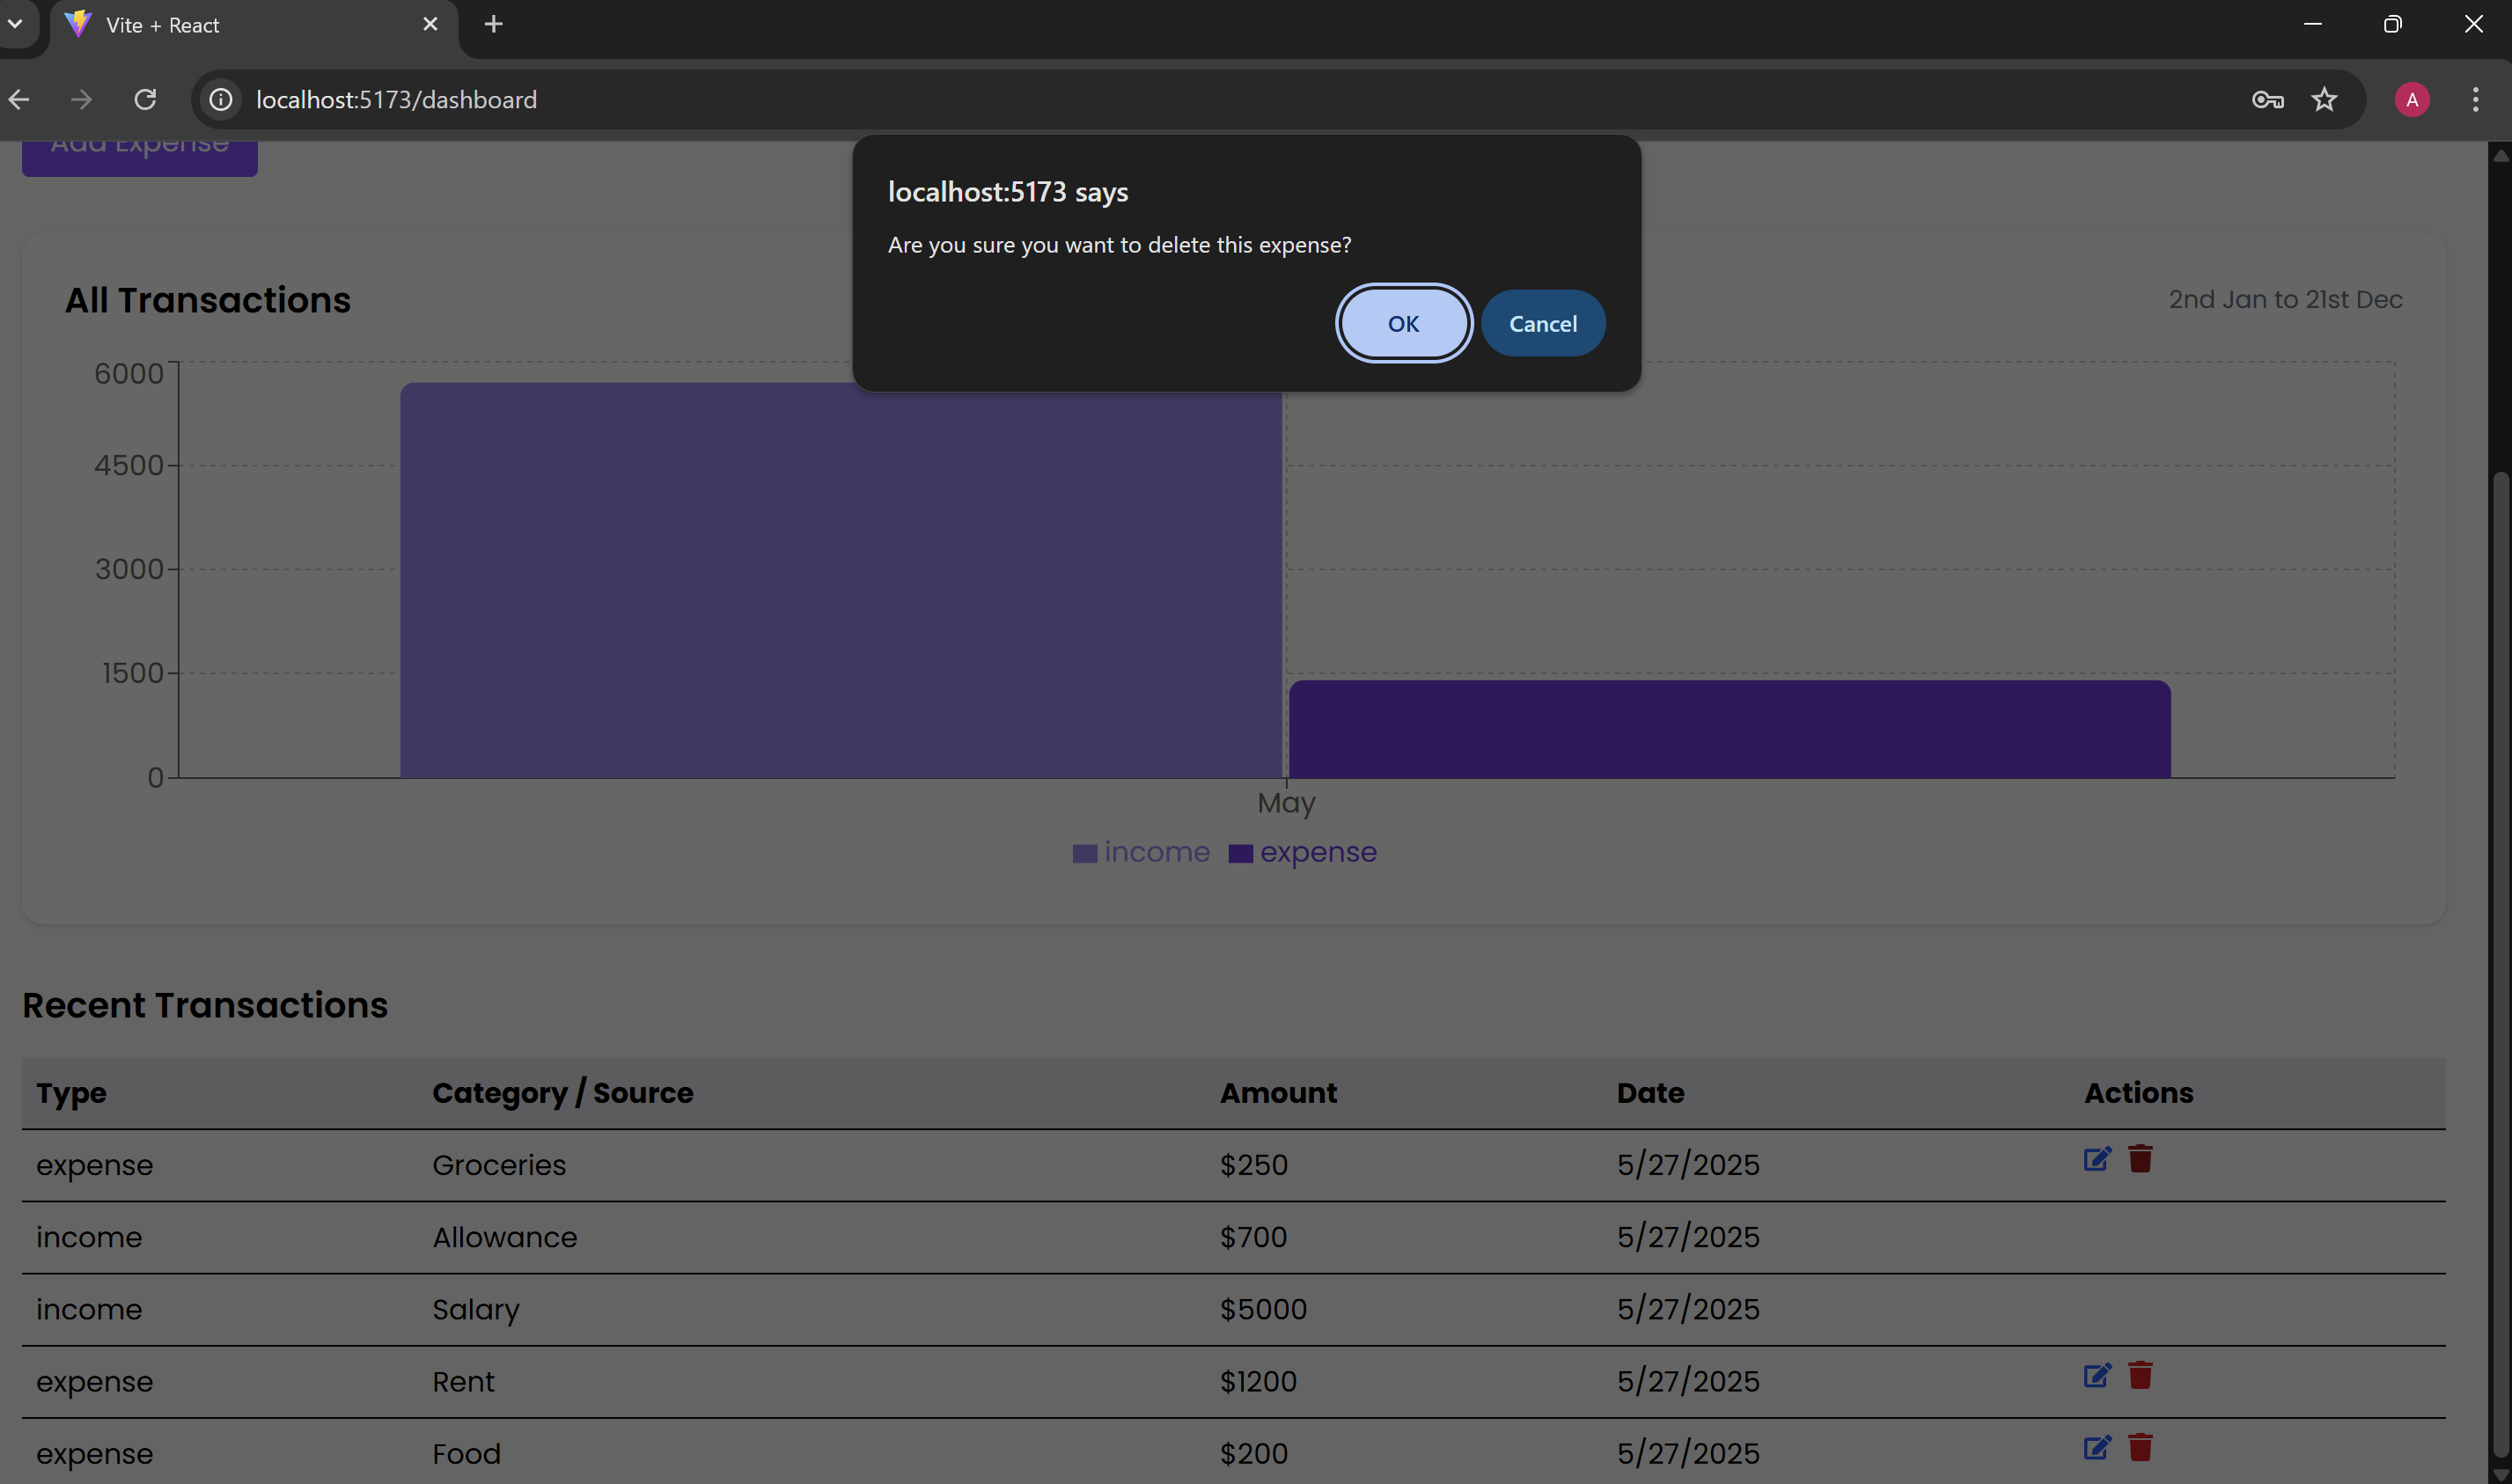 Vite + React
localhost:5173/dashboard
A
Add Expense
localhost:5173 says
Are you sure you want to delete this expense?
OK Cancel
All Transactions
2nd Jan to 21st Dec
6000
4500
3000
1500
0
May
income expense
Recent Transactions
Type Category / Source Amount Date Actions
expense Groceries $250 5/27/2025
income Allowance $700 5/27/2025
income Salary $5000 5/27/2025
expense Rent $1200 5/27/2025
expense Food $200 5/27/2025